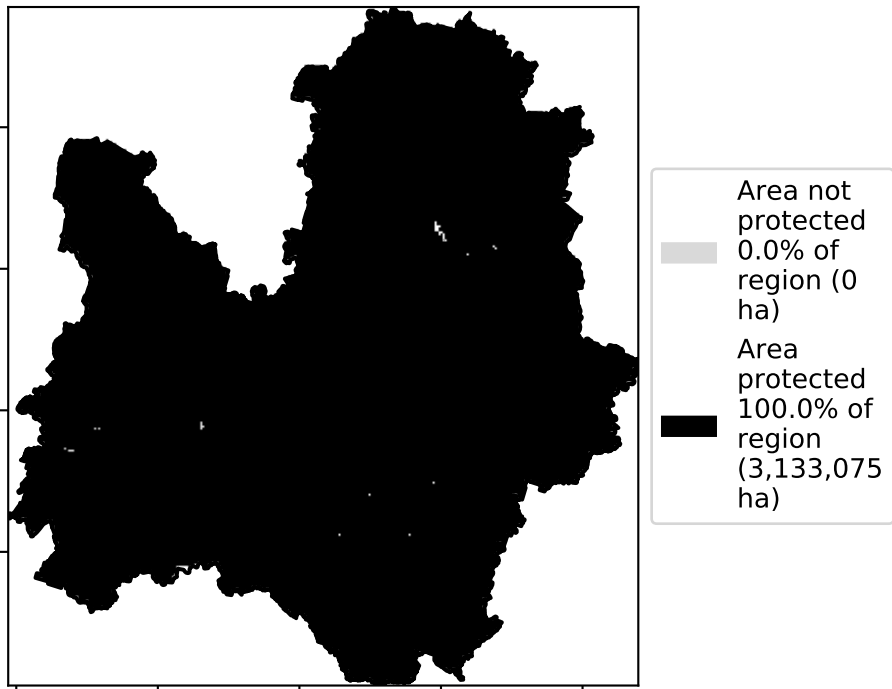 Area not
protected
0.0% of
region (0
ha)
Area
protected
100.0% of
region
(3,133,075
ha)